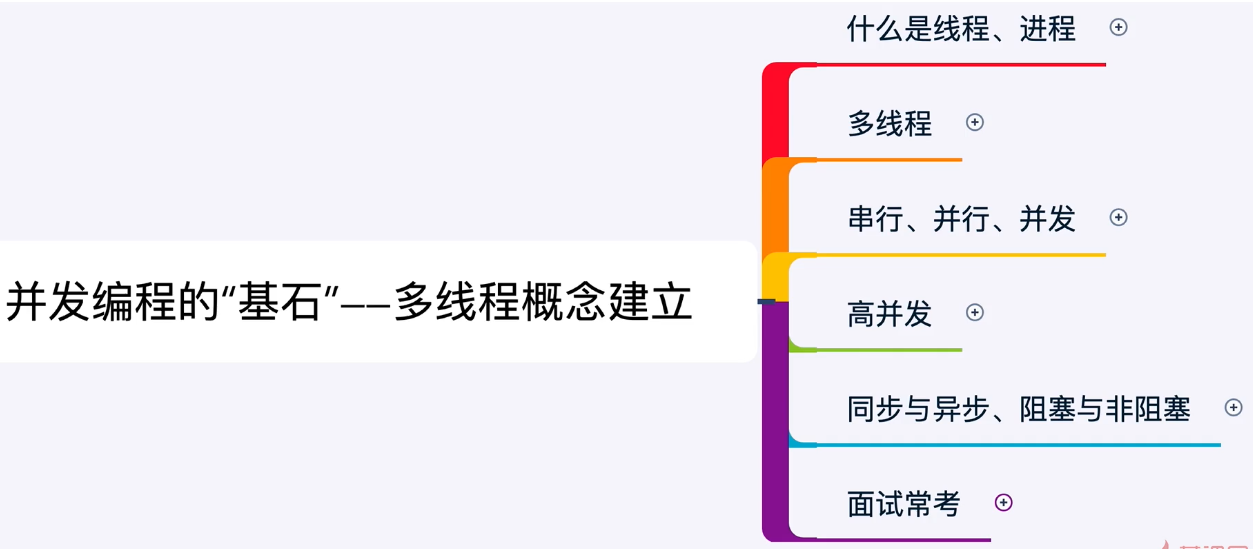 什么是线程、进程
多线程
串行、并行、并发
并发编程的“基石”——多线程概念建立
高并发
同步与异步、阻塞与非阻塞
面试常考